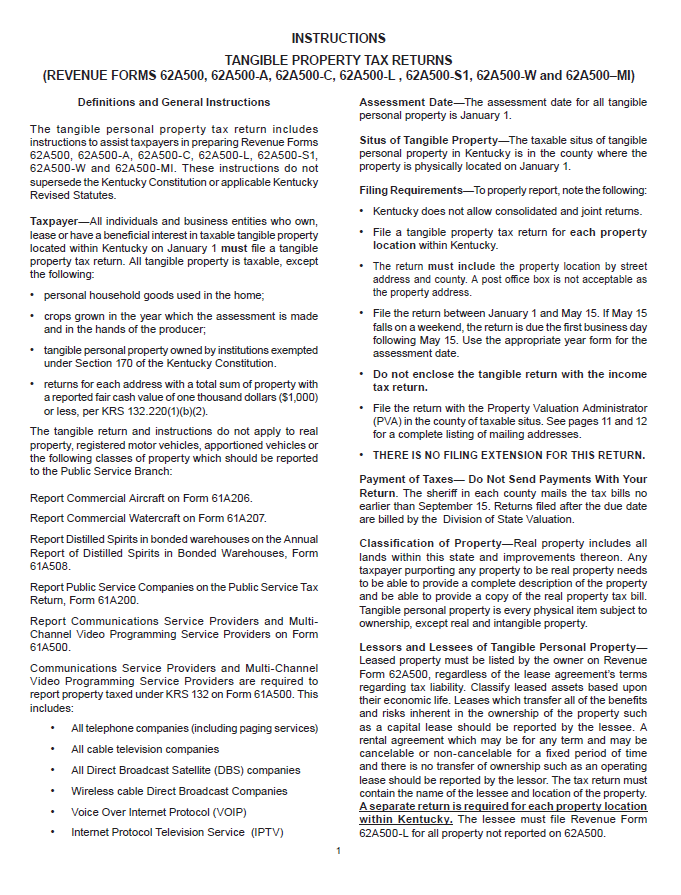 INSTRUCTIONS
TANGIBLE PROPERTY TAX RETURNS
(REVENUE FORMS 62A500, 62A500-A, 62A500-C, 62A500-L , 62A500-S1, 62A500-W and 62A500–MI)
Definitions and General Instructions
The tangible personal property tax return includes
instructions to assist taxpayers in preparing Revenue Forms
62A500, 62A500-A, 62A500-C, 62A500-L, 62A500-S1,
62A500-W and 62A500-MI. These instructions do not
supersede the Kentucky Constitution or applicable Kentucky
Revised Statutes.
Taxpayer—All individuals and business entities who own,
lease or have a beneficial interest in taxable tangible property
located within Kentucky on January 1 must file a tangible
property tax return. All tangible property is taxable, except
the following:
• personal household goods used in the home;
• crops grown in the year which the assessment is made
and in the hands of the producer;
• tangible personal property owned by institutions exempted
under Section 170 of the Kentucky Constitution.
• returns for each address with a total sum of property with
a reported fair cash value of one thousand dollars ($1,000)
or less, per KRS 132.220(1)(b)(2).
The tangible return and instructions do not apply to real
property, registered motor vehicles, apportioned vehicles or
the following classes of property which should be reported
to the Public Service Branch:
Report Commercial Aircraft on Form 61A206.
Report Commercial Watercraft on Form 61A207.
Report Distilled Spirits in bonded warehouses on the Annual
Report of Distilled Spirits in Bonded Warehouses, Form
61A508.
Report Public Service Companies on the Public Service Tax
Return, Form 61A200.
Report Communications Service Providers and Multi-
Channel Video Programming Service Providers on Form
61A500.
Communications Service Providers and Multi-Channel
Video Programming Service Providers are required to
report property taxed under KRS 132 on Form 61A500. This
includes:
• All telephone companies (including paging services)
• All cable television companies
• All Direct Broadcast Satellite (DBS) companies
• Wireless cable Direct Broadcast Companies
• Voice Over Internet Protocol (VOIP)
• Internet Protocol Television Service (IPTV)
Assessment Date—The assessment date for all tangible
personal property is January 1.
Situs of Tangible Property—The taxable situs of tangible
personal property in Kentucky is in the county where the
property is physically located on January 1.
Filing Requirements—To properly report, note the following:
• Kentucky does not allow consolidated and joint returns.
• File a tangible property tax return for each property
location within Kentucky.
• The return must include the property location by street
address and county. A post office box is not acceptable as
the property address.
• File the return between January 1 and May 15. If May 15
falls on a weekend, the return is due the first business day
following May 15. Use the appropriate year form for the
assessment date.
• Do not enclose the tangible return with the income
tax return.
• File the return with the Property Valuation Administrator
(PVA) in the county of taxable situs. See pages 11 and 12
for a complete listing of mailing addresses.
• THERE IS NO FILING EXTENSION FOR THIS RETURN.
Payment of Taxes— Do Not Send Payments With Your
Return. The sheriff in each county mails the tax bills no
earlier than September 15. Returns filed after the due date
are billed by the Division of State Valuation.
Classification of Property—Real property includes all
lands within this state and improvements thereon. Any
taxpayer purporting any property to be real property needs
to be able to provide a complete description of the property
and be able to provide a copy of the real property tax bill.
Tangible personal property is every physical item subject to
ownership, except real and intangible property.
Lessors and Lessees of Tangible Personal Property—
Leased property must be listed by the owner on Revenue
Form 62A500, regardless of the lease agreement's terms
regarding tax liability. Classify leased assets based upon
their economic life. Leases which transfer all of the benefits
and risks inherent in the ownership of the property such
as a capital lease should be reported by the lessee. A
rental agreement which may be for any term and may be
cancelable or non-cancelable for a fixed period of time
and there is no transfer of ownership such as an operating
lease should be reported by the lessor. The tax return must
contain the name of the lessee and location of the property.
A separate return is required for each property location
within Kentucky. The lessee must file Revenue Form
62A500-L for all property not reported on 62A500.
1